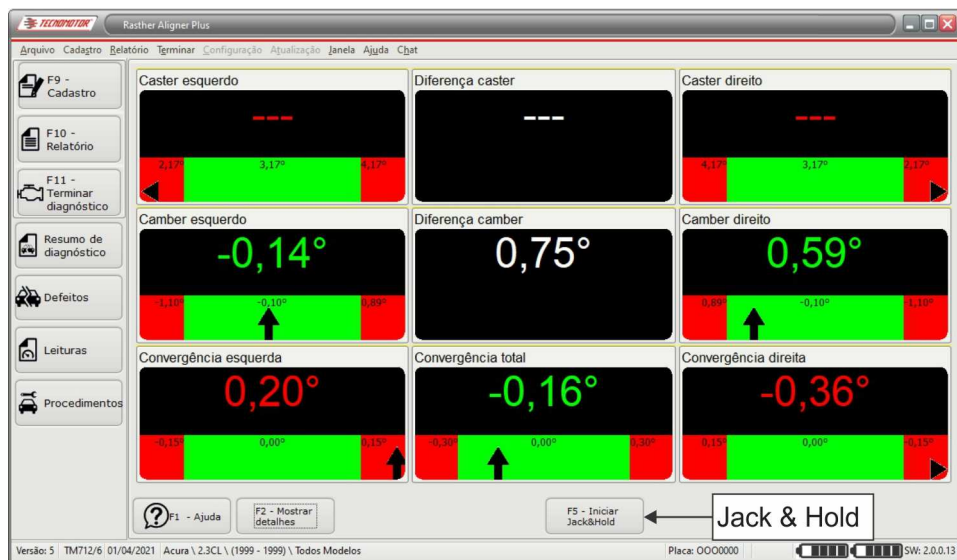 TECNOMOTOR Rasther Aligner Plus
Arquivo Cadastro Relatório Terminar Configuração Atualização Janela Ajuda Chat
F9 -
Cadastro
F10 -
Relatório
F11 -
Terminar
diagnóstico
Resumo de
diagnóstico
Defeitos
Leituras
Procedimentos
Caster esquerdo
---
2,17° 3,17° 4,17°
Diferença caster
---
Caster direito
---
4,17° 3,17° 2,17°
Camber esquerdo
-0,14°
-1,10° -0,10° 0,89°
Diferença camber
0,75°
Camber direito
0,59°
0,89° -0,10° -1,10°
Convergência esquerda
0,20°
-0,15° 0,00° 0,15°
Convergência total
-0,16°
-0,30° 0,00° 0,30°
Convergência direita
-0,36°
0,15° 0,00° -0,15°
F1 - Ajuda
F2 - Mostrar
detalhes
F5 - Iniciar
Jack&Hold
Jack & Hold
Versão: 5 TM712/6 01/04/2021 Acura \ 2.3CL \ (1999 - 1999) \ Todos Modelos Placa: OOO0000 SW: 2.0.0.13